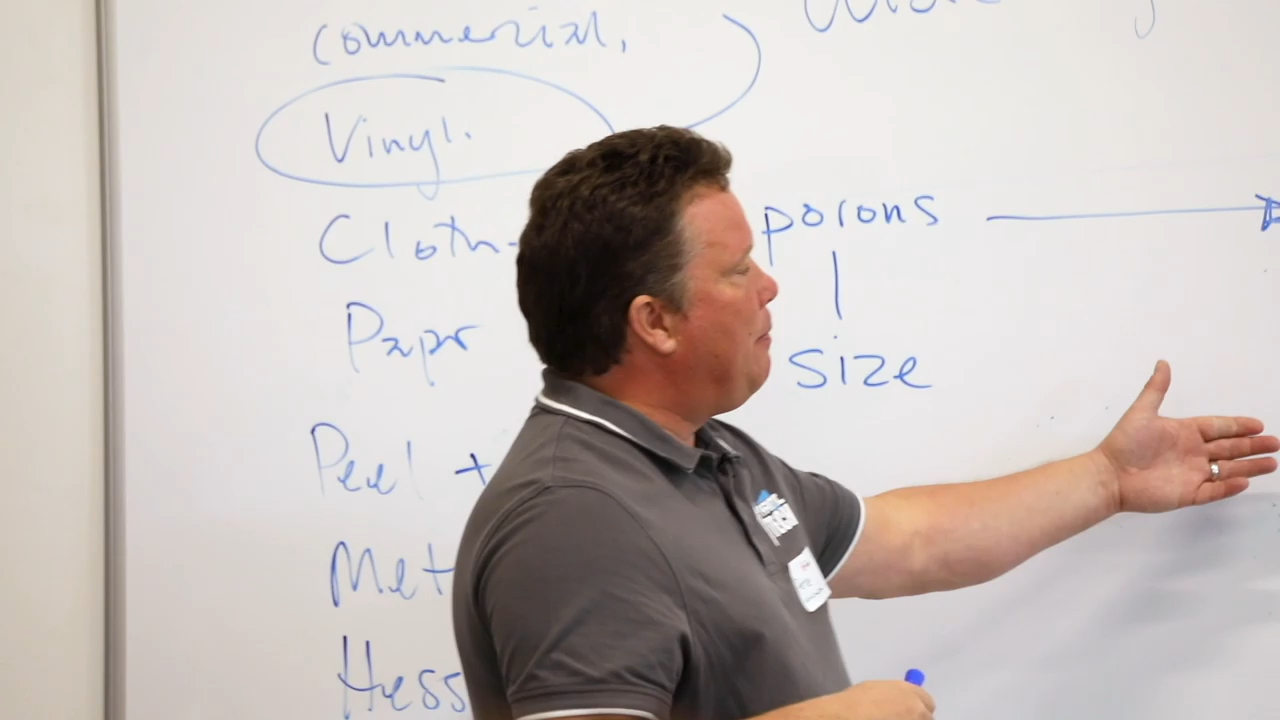 commercial,
Vinyl.
Cloth- porous
Paper
size
Peel +
Met
Hess